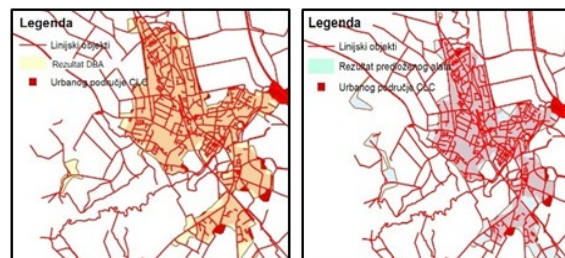 Legenda
Linijski objekti
Rezultat DBA
Urbanog područje CLC
Legenda
Linijski objekti
Rezultat predloženog alata
Urbanog područje CLC